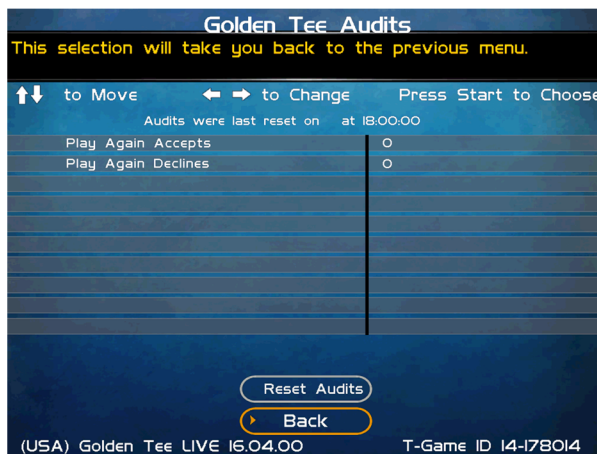 Golden Tee Audits
This selection will take you back to the previous menu.
to Move to Change Press Start to Choose
Audits were last reset on at 18:00:00
Play Again Accepts 0
Play Again Declines 0
Reset Audits
Back
(USA) Golden Tee LIVE 16.04.00 T-Game ID 14-178014